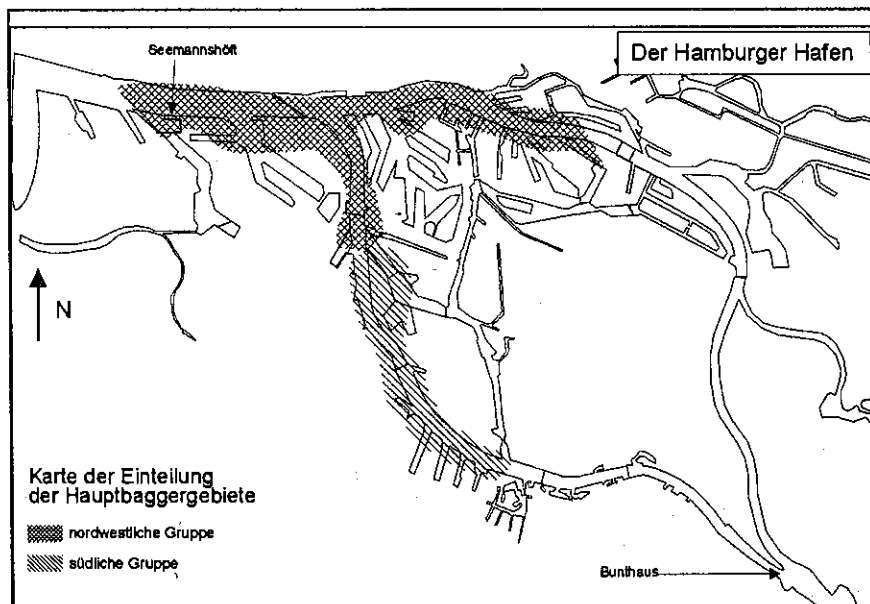 Seemannshöft
Der Hamburger Hafen
N
Karte der Einteilung
der Hauptbaggergebiete
nordwestliche Gruppe
südliche Gruppe
Bunthaus